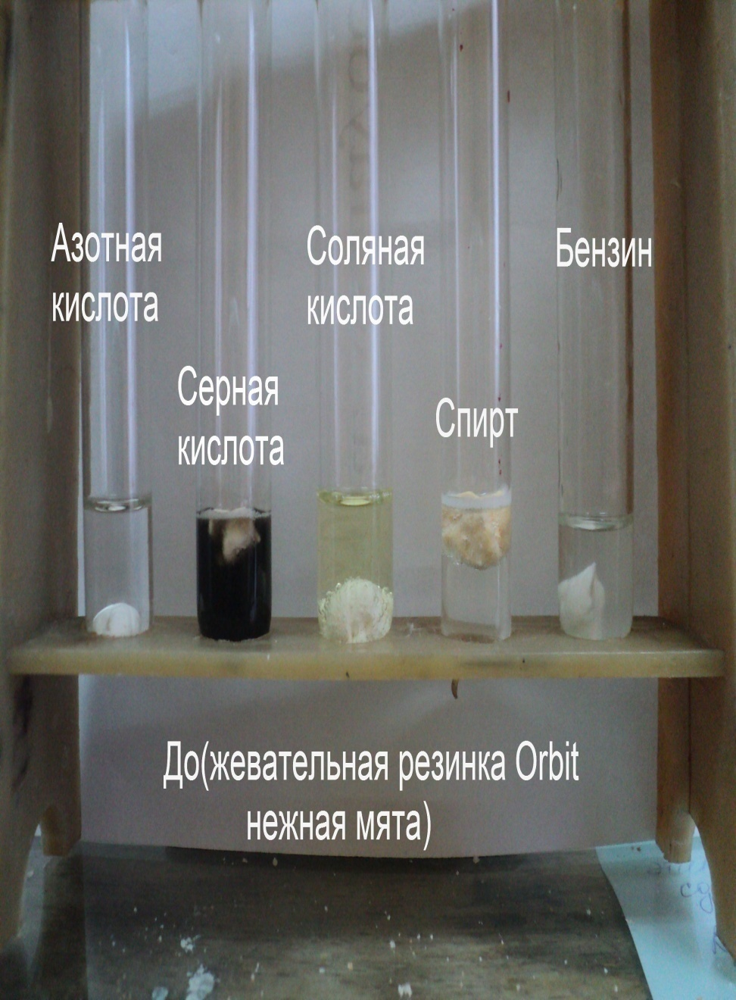 Азотная
кислота
Серная
кислота
Соляная
кислота
Спирт
Бензин
До(жевательная резинка Orbit
нежная мята)